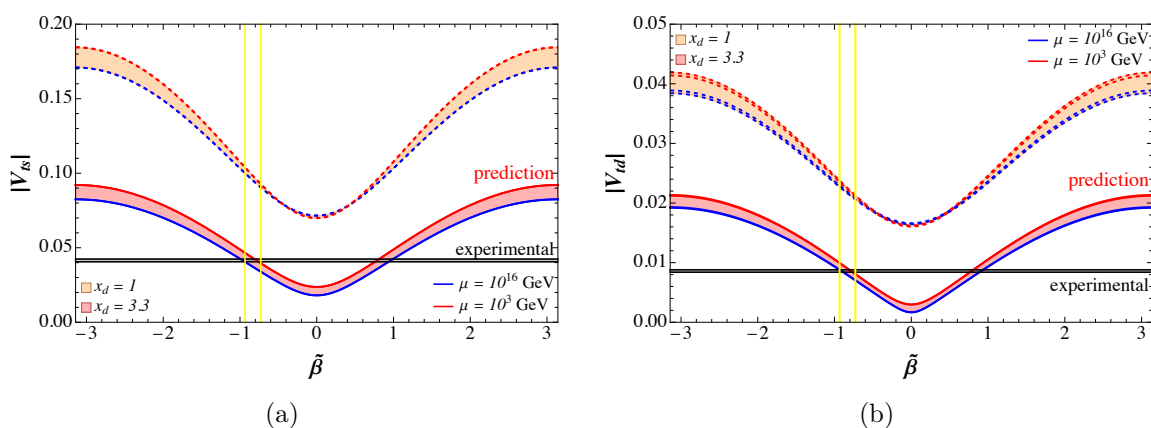 0.25
0.20
0.15
0.10
0.05
0.00
|V_ts|
prediction
experimental
x_d = 1
x_d = 3.3
μ = 10^16 GeV
μ = 10^3 GeV
-3 -2 -1 0 1 2 3
β̃
(a)
0.05
0.04
0.03
0.02
0.01
0.00
|V_td|
x_d = 1
x_d = 3.3
μ = 10^16 GeV
μ = 10^3 GeV
prediction
experimental
-3 -2 -1 0 1 2 3
β̃
(b)